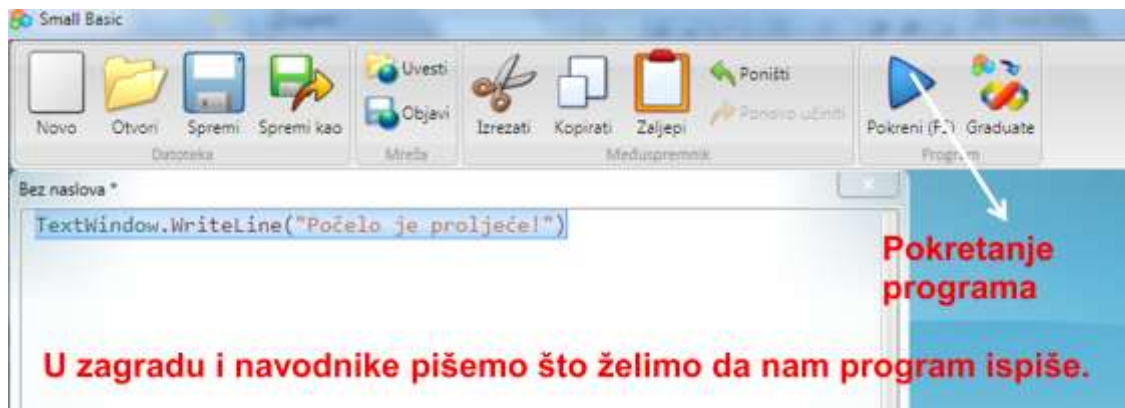 Small Basic
Uvesti
Poništi
Objavi
Ponovo učiniti
Novo Otvori Spremi Spremi kao Izrezati Kopirati Zaljepi Pokreni Graduate
Datoteka Mreža Međuspremnik Program
Bez naslova *
TextWindow.WriteLine("Počelo je proljeće!")
Pokretanje
programa
U zagradu i navodnike pišemo što želimo da nam program ispiše.